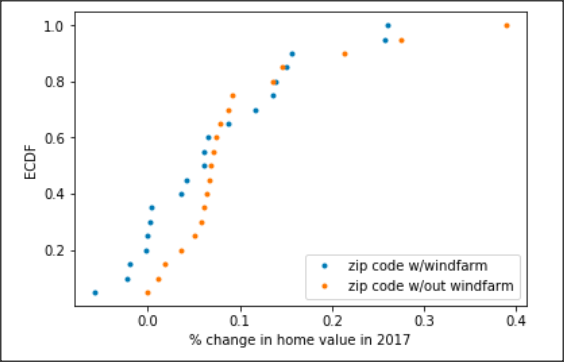 1.0
0.8
0.6
0.4
0.2
ECDF
zip code w/windfarm
zip code w/out windfarm
0.0 0.1 0.2 0.3 0.4
% change in home value in 2017